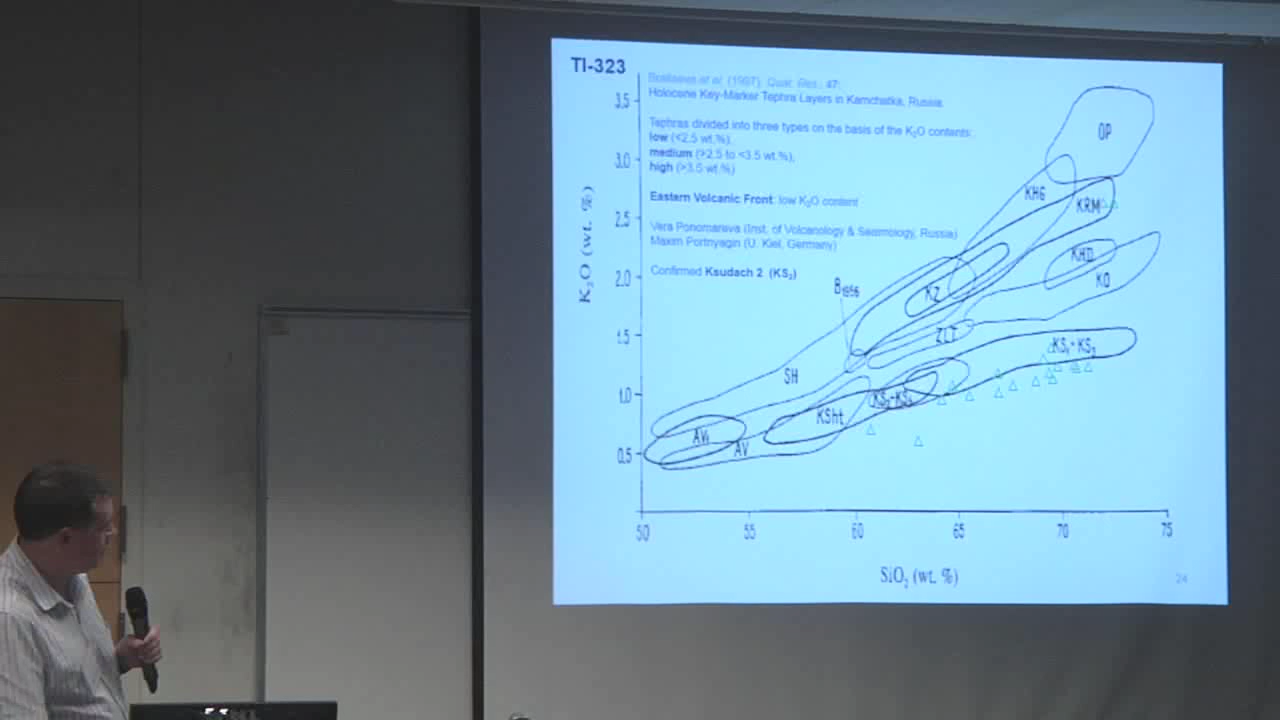 TI-323
Braitseva et al. (1997). Quat. Res.; 47:
Holocene Key-Marker Tephra Layers in Kamchatka, Russia.
Tephras divided into three types on the basis of the K₂O contents:
low (<2.5 wt.%),
medium (>2.5 to <3.5 wt.%),
high (>3.5 wt.%)
Eastern Volcanic Front: low K₂O content
Vera Ponomareva (Inst. of Volcanology & Seismology, Russia)
Maxim Portnyagin (U. Kiel, Germany)
Confirmed Ksudach 2 (KS₂)
K₂O (wt. %)
3.5
3.0
2.5
2.0
1.5
1.0
0.5
OP
KHG
KRM
KHD
KO
KZ
B₁₉₅₆
ZLT
KS₁-KS₃
SH
KSht
AV₁
AV
50
55
60
65
70
75
SiO₂ (wt. %)
24